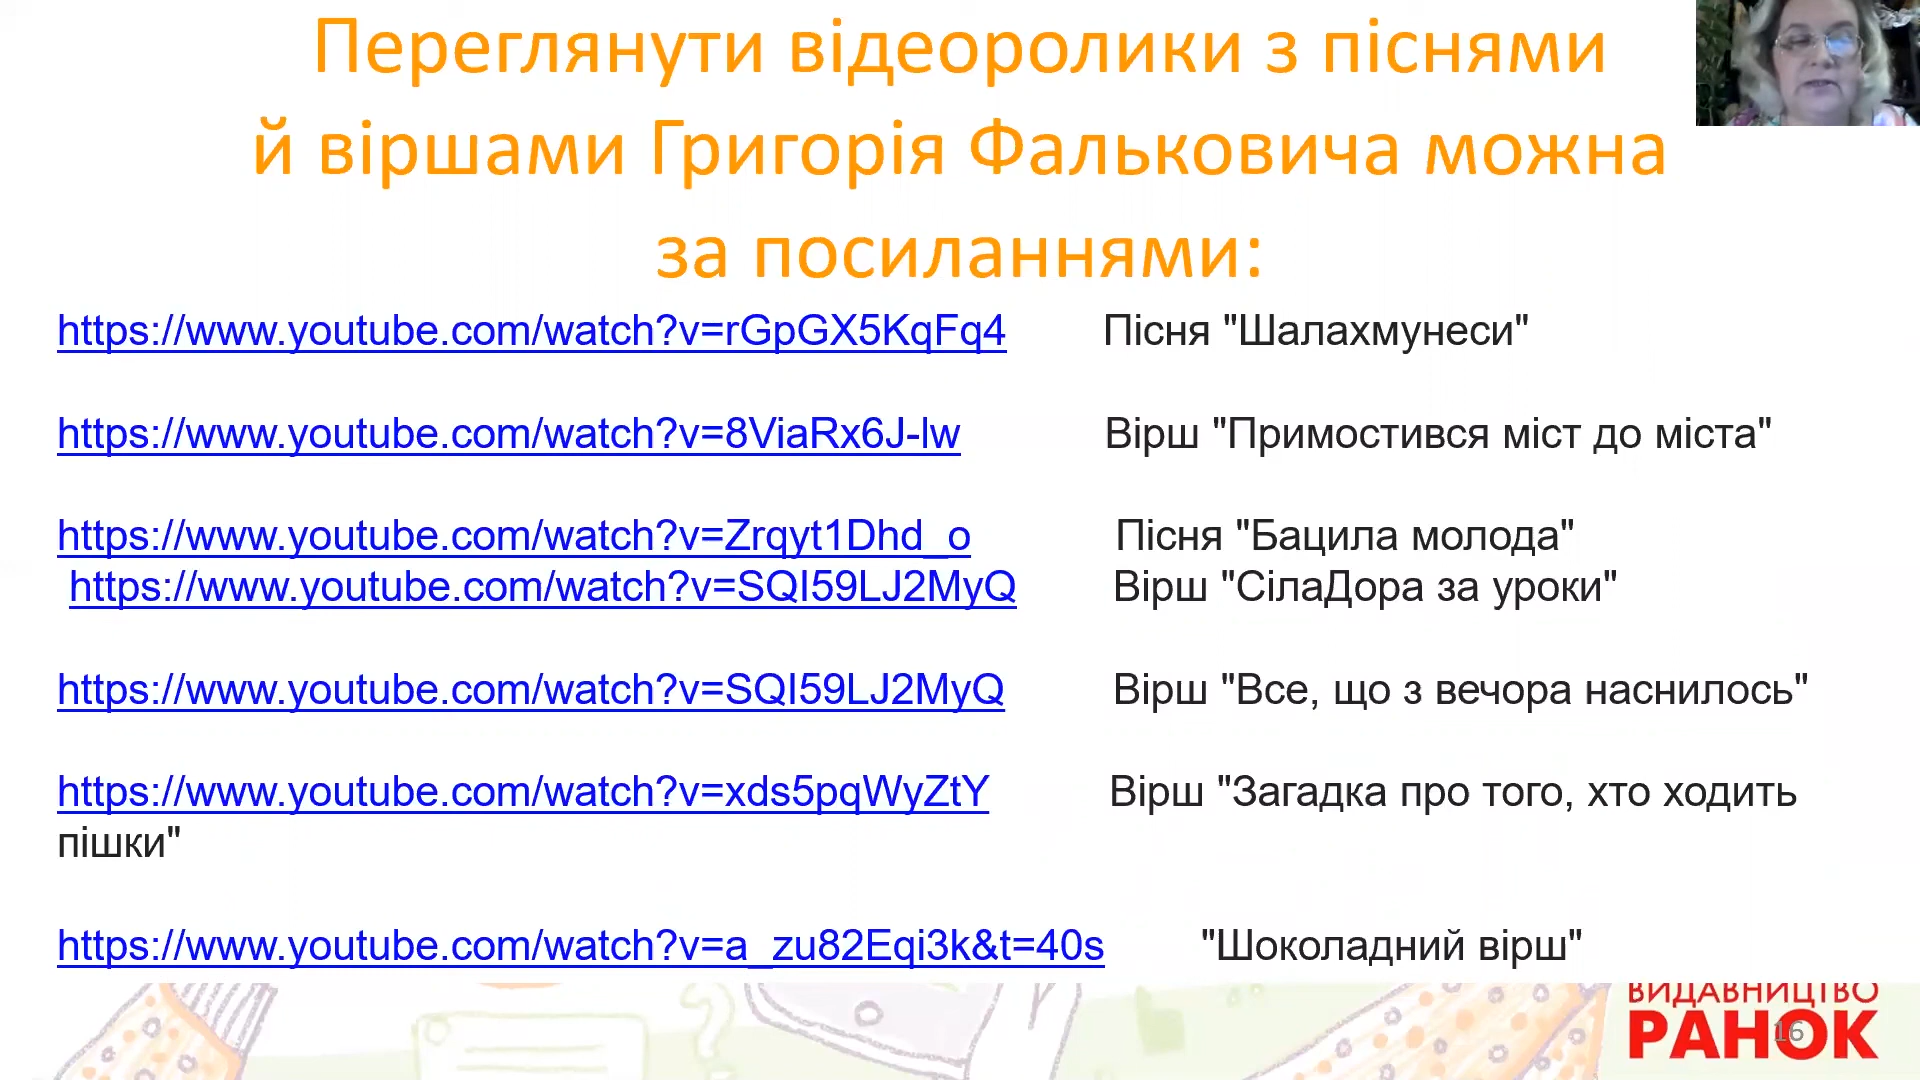 Переглянути відеоролики з піснями
й віршами Григорія Фальковича можна
за посиланнями:
https://www.youtube.com/watch?v=rGpGX5KqFq4 Пісня "Шалахмунеси"
https://www.youtube.com/watch?v=8ViaRx6J-lw Вірш "Примостився міст до міста"
https://www.youtube.com/watch?v=Zrqyt1Dhd_o Пісня "Бацила молода"
https://www.youtube.com/watch?v=SQI59LJ2MyQ Вірш "СілаДора за уроки"
https://www.youtube.com/watch?v=SQI59LJ2MyQ Вірш "Все, що з вечора наснилось"
https://www.youtube.com/watch?v=xds5pqWyZtY Вірш "Загадка про того, хто ходить
пішки"
https://www.youtube.com/watch?v=a_zu82Eqi3k&t=40s "Шоколадний вірш"
ВИДАВНИЦТВО
РАНОК
16